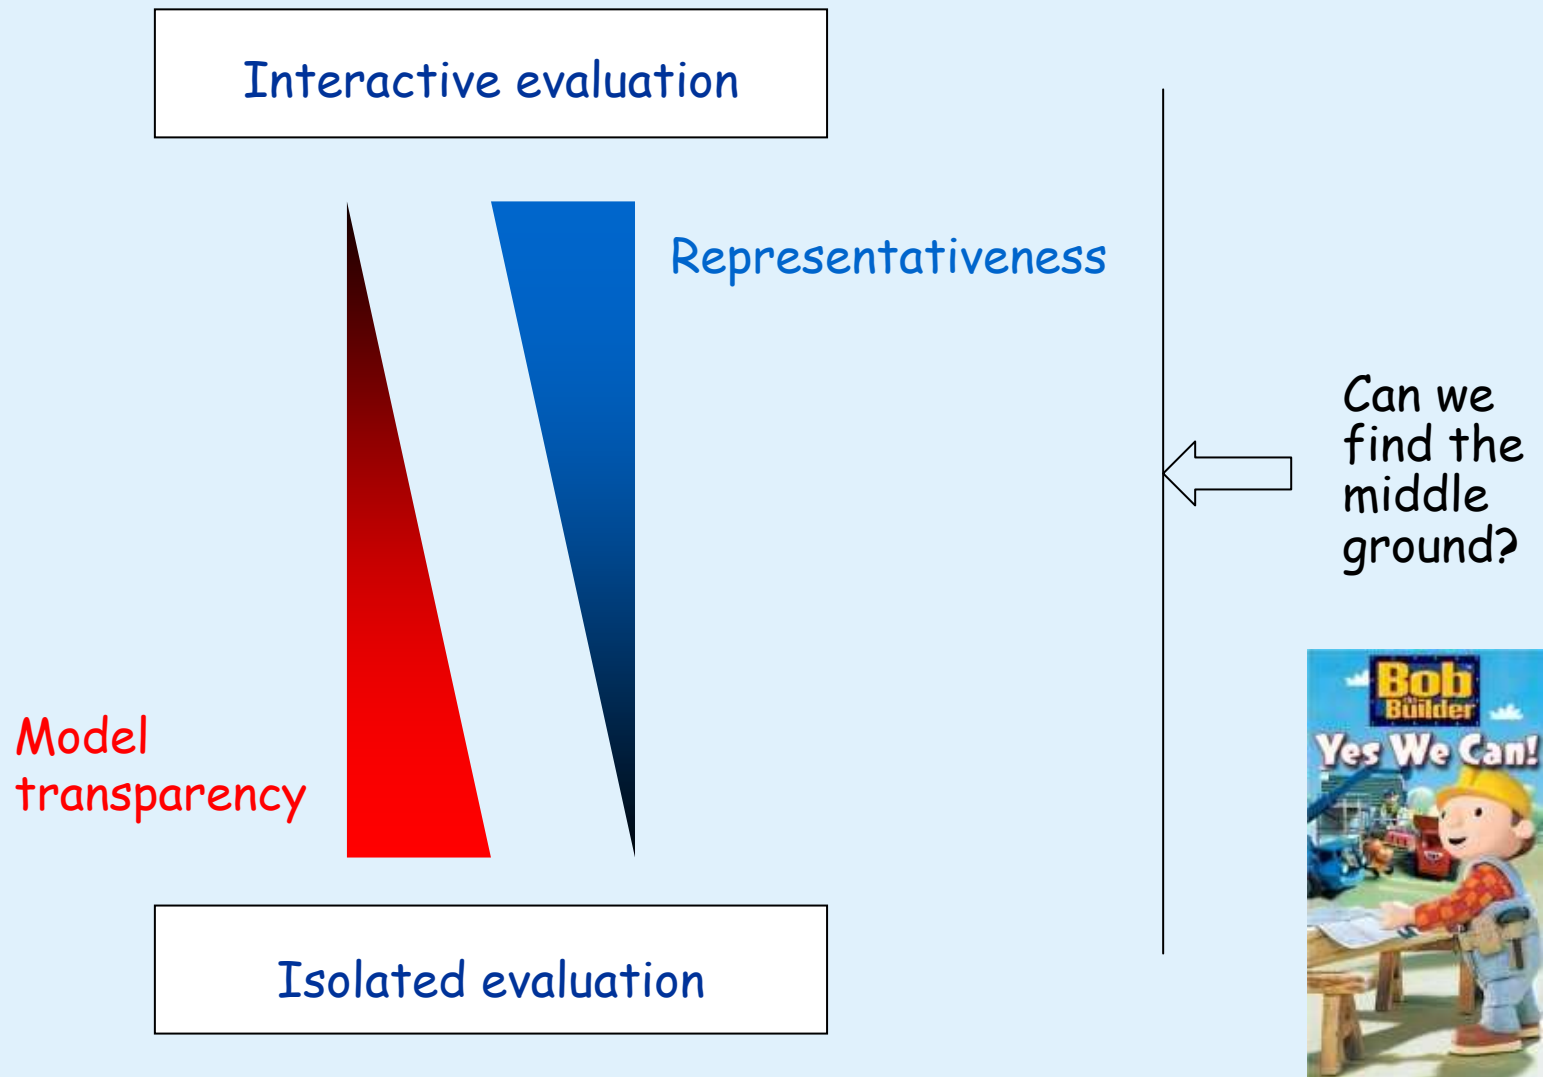 Interactive evaluation
Representativeness
Can we
find the
middle
ground?
Model
transparency
Isolated evaluation
Bob
the
Builder
Yes We Can!